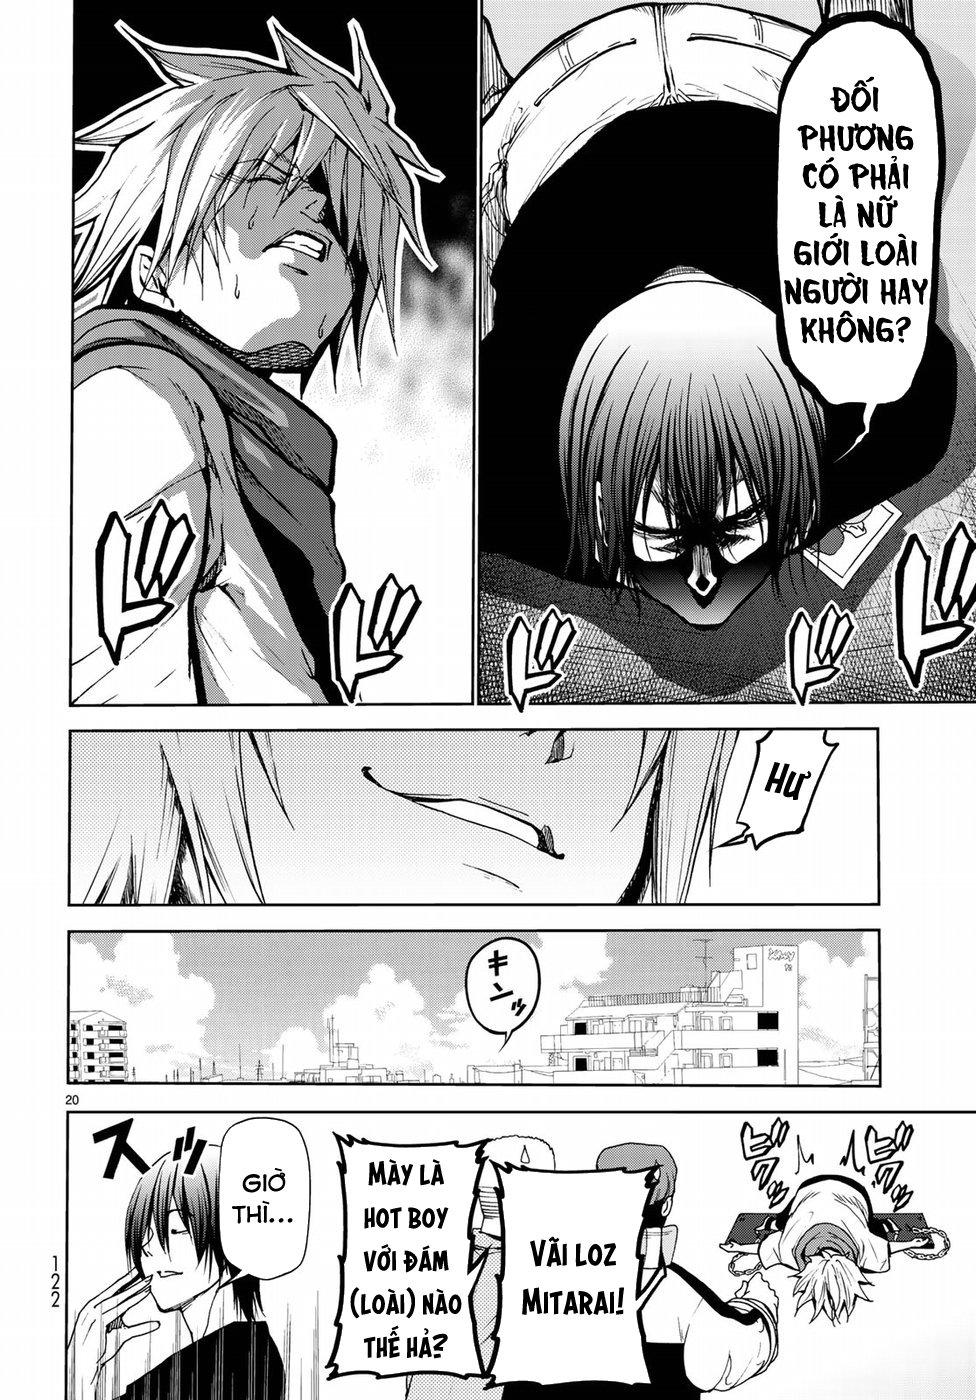 ĐỐI
PHƯƠNG
CÓ PHẢI
LÀ NỮ
GIỚI LOÀI
NGƯỜI HAY
KHÔNG?
ドドドドド
HƯ
キンッ
20
ビクッ
ビクッ
VÃI LOZ
MITARAI!
MÀY LÀ
HOT BOY
VỚI ĐÁM
(LOÀI) NÀO
THẾ HẢ?
GIỜ
THÌ...
スッ
122